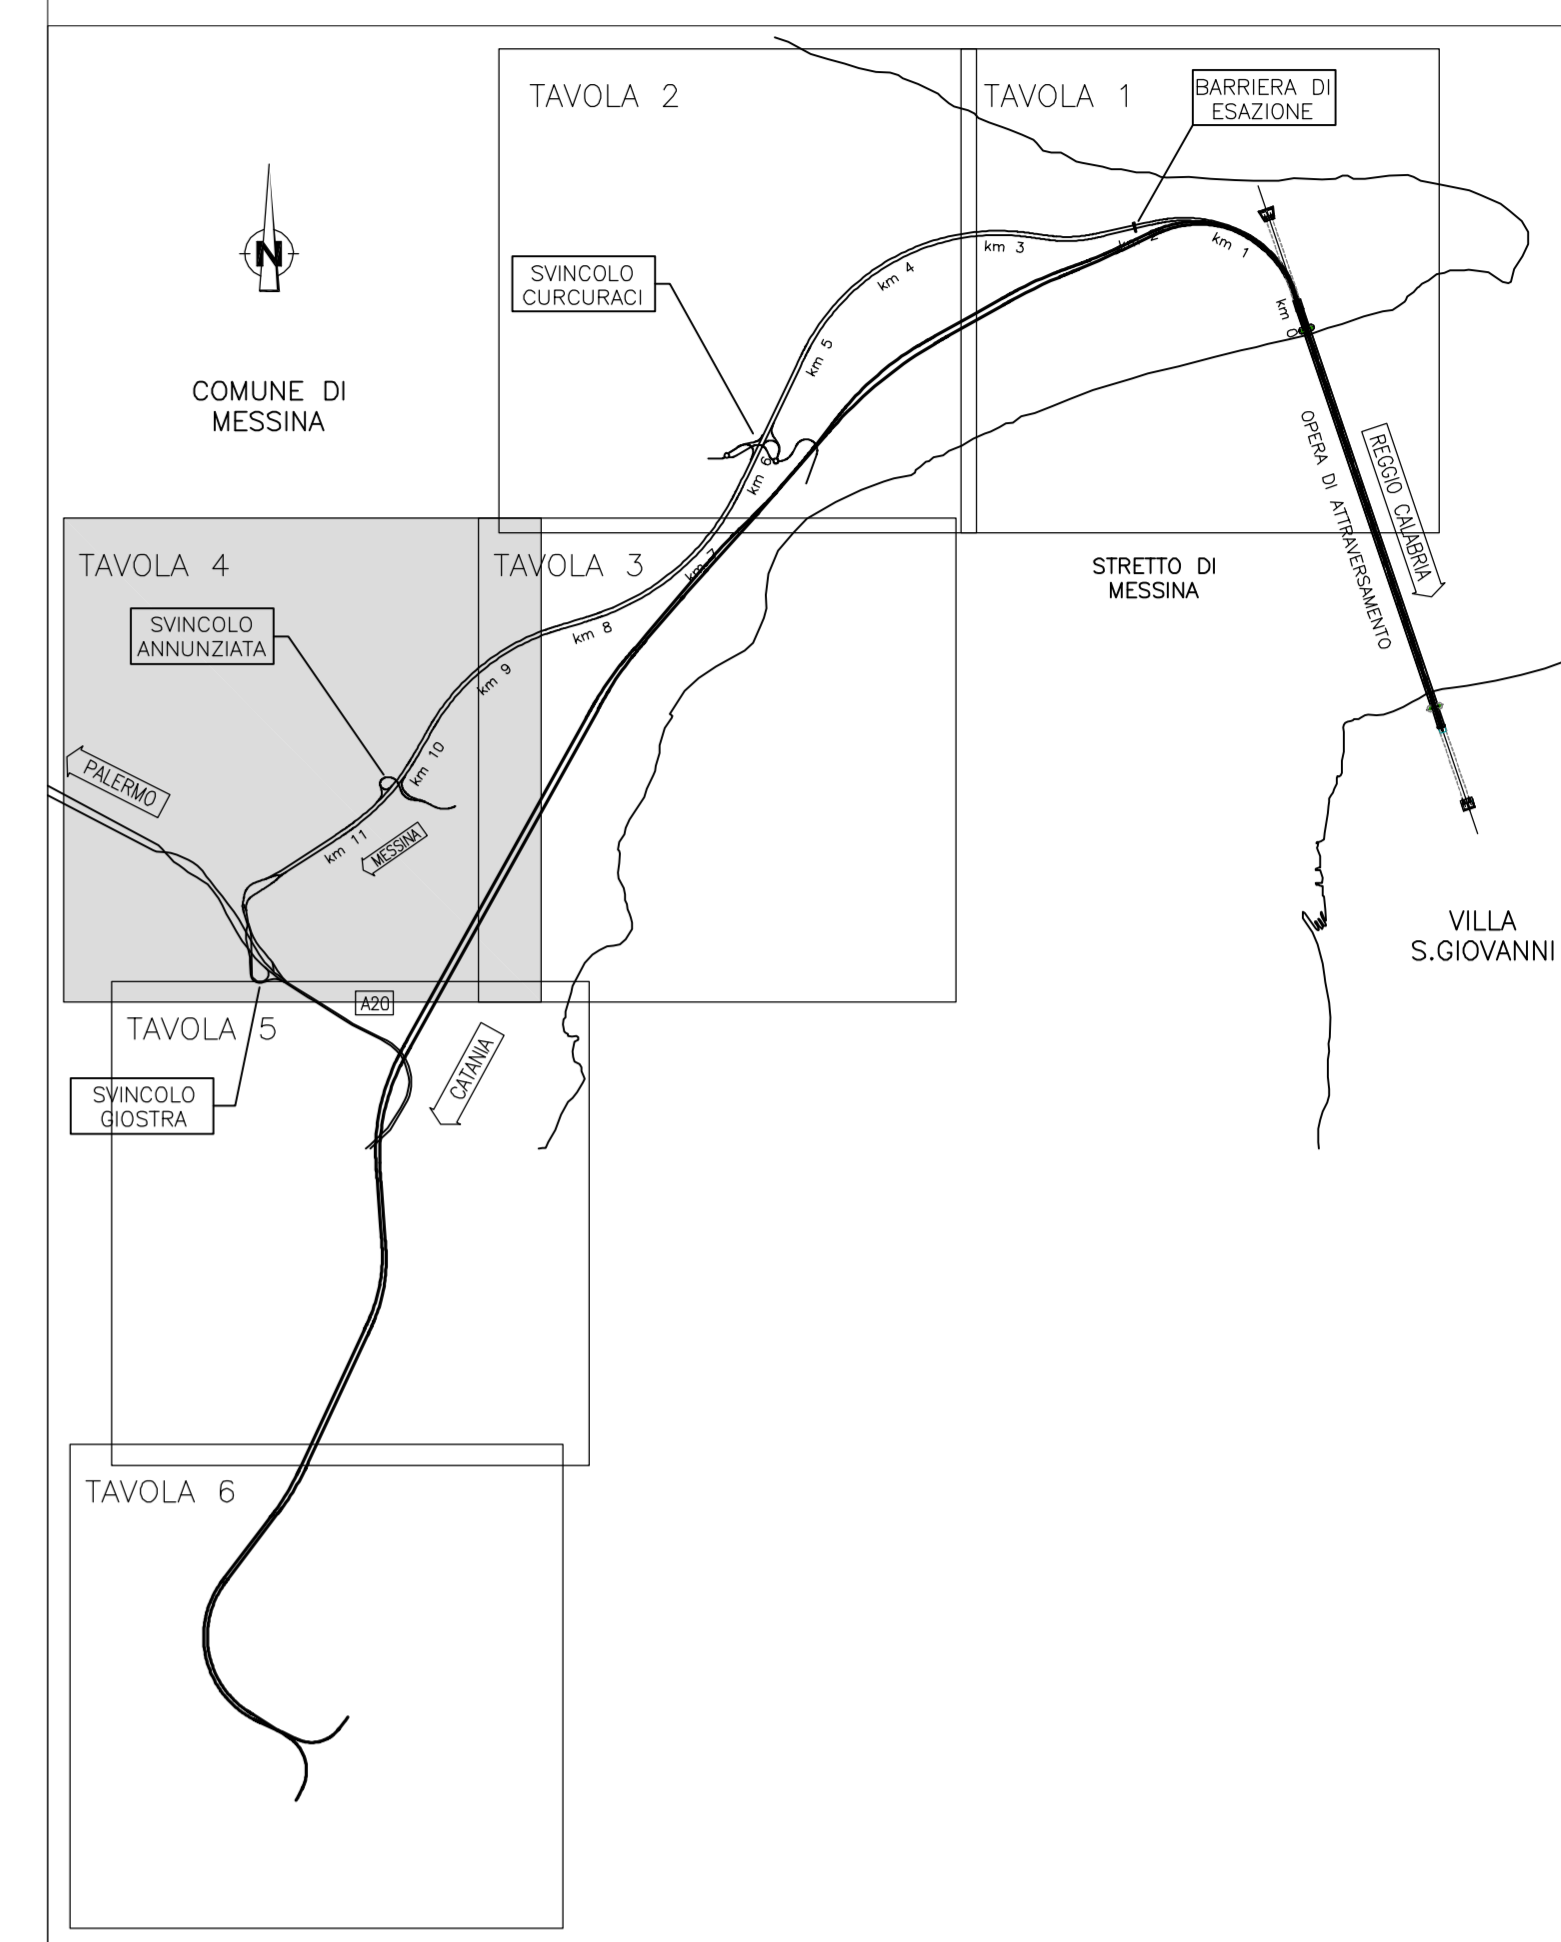 TAVOLA 2
TAVOLA 1
BARRIERA DI
ESAZIONE
N
SVINCOLO
CURCURACI
km 0
km 1
km 2
km 3
km 4
km 5
km 6
km 7
COMUNE DI
MESSINA
OPERA DI ATTRAVERSAMENTO
REGGIO CALABRIA
TAVOLA 4
TAVOLA 3
STRETTO DI
MESSINA
SVINCOLO
ANNUNZIATA
km 8
km 9
km 10
km 11
PALERMO
MESSINA
VILLA
S.GIOVANNI
A20
TAVOLA 5
CATANIA
SVINCOLO
GIOSTRA
TAVOLA 6